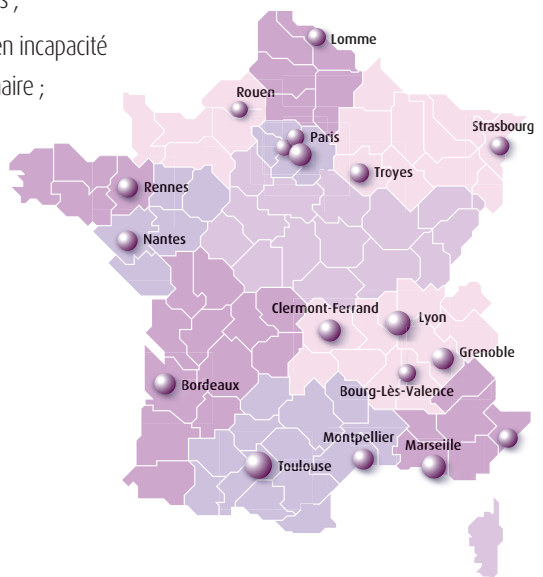 s ;
en incapacité
aire ;
Lomme
Rouen
Paris
Strasbourg
Troyes
Rennes
Nantes
Clermont-Ferrand
Lyon
Grenoble
Bourg-Lès-Valence
Bordeaux
Montpellier
Marseille
Toulouse